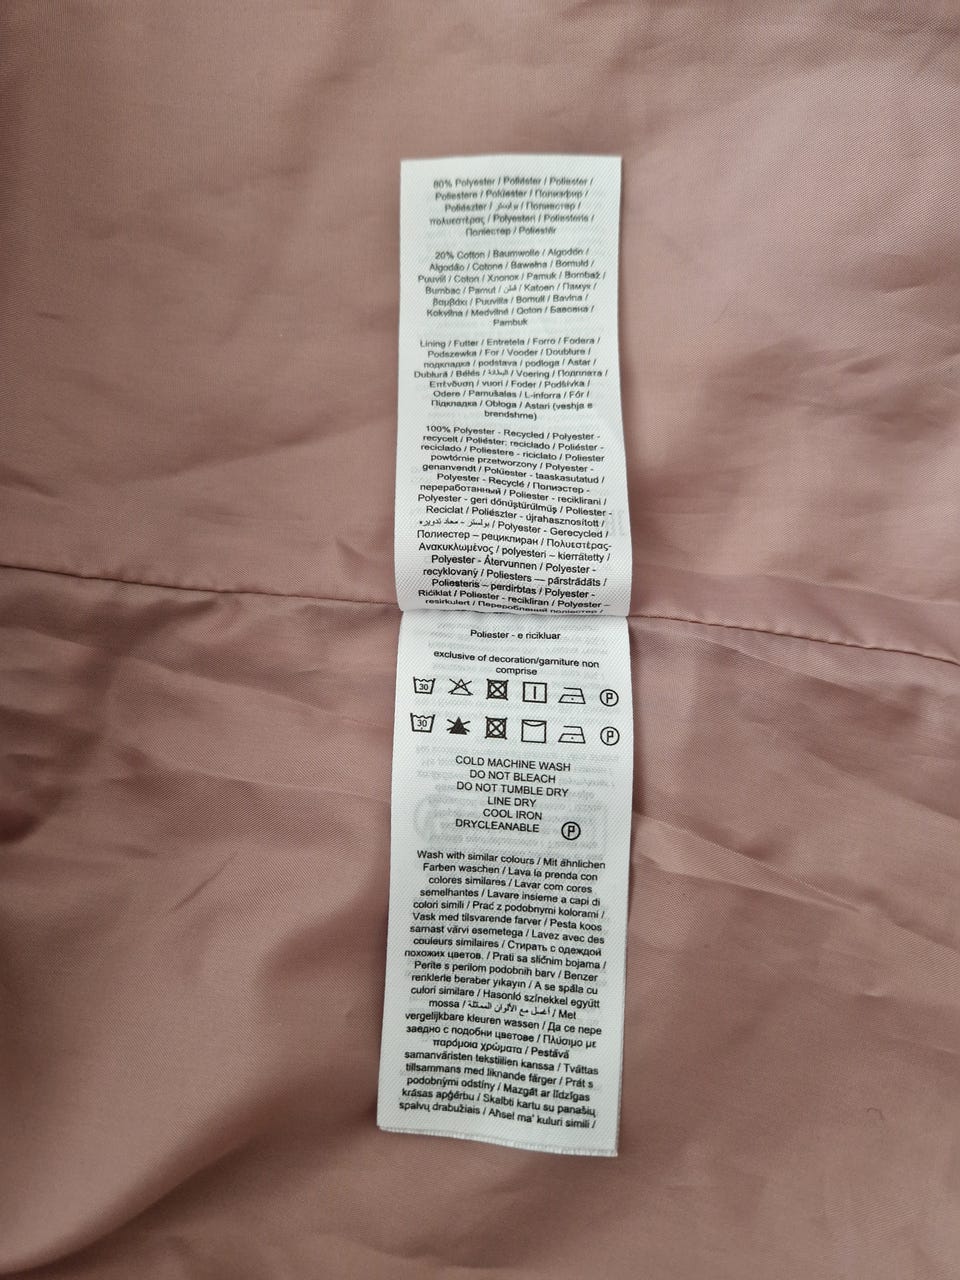 80% Polyester / Poliéster / Poliester /
Poliestere / Polüester / Полиэфир /
Poliészter / بوليستر / Полиестер /
πολυεστέρας / Polyesteri / Poliesteris /
Поліестер / Poliestër
20% Cotton / Baumwolle / Algodón /
Algodão / Cotone / Bawełna / Bomuld /
Puuvill / Coton / Хлопок / Pamuk / Bombaž /
Bumbac / Pamut / قطن / Katoen / Памук /
Βαμβάκι / Puuvilla / Bomull / Bavlna /
Kokvilna / Medvilnė / Qoton / Бавовна /
Pambuk
Lining / Futter / Entretela / Forro / Fodera /
Podszewka / For / Vooder / Doublure /
подкладка / podstava / podloga / Astar /
Dublură / Bélés / البطانة / Voering / Подплата /
Επένδυση / vuori / Foder / Podšívka /
Odere / Pamušalas / L-inforra / Fôr /
Підкладка / Obloga / Astari (veshja e
brendshme)
100% Polyester - Recycled / Polyester -
recycelt / Poliéster: reciclado / Poliéster -
reciclado / Poliestere - riciclato / Poliester
powtórnie przetworzony / Polyester -
genanvendt / Polüester - taaskasutatud /
Polyester - Recyclé / Полиэстер -
переработанный / Poliester - reciklirani /
Polyester - geri dönüştürülmüş / Poliester -
Reciclat / Poliészter - újrahasznosított /
بوليستر - معاد تدويره / Polyester - Gerecycled /
Полиестер – рециклиран / Πολυεστέρας-
Ανακυκλωμένος / polyesteri – kierrätetty /
Polyester - Återvunnen / Polyester -
recyklovaný / Poliesters — pārstrādāts /
Poliesteris – perdirbtas / Polyester -
Riċiklat / Poliester - recikliran / Polyester –
resirkulert / Перероблений поліестер /
Poliester - e ricikluar
exclusive of decoration/garniture non
comprise
30 P
30 P
COLD MACHINE WASH
DO NOT BLEACH
DO NOT TUMBLE DRY
LINE DRY
COOL IRON
DRYCLEANABLE P
Wash with similar colours / Mit ähnlichen
Farben waschen / Lava la prenda con
colores similares / Lavar com cores
semelhantes / Lavare insieme a capi di
colori simili / Prać z podobnymi kolorami /
Vask med tilsvarende farver / Pesta koos
samast värvi esemetega / Lavez avec des
couleurs similaires / Стирать с одеждой
похожих цветов. / Prati sa sličnim bojama /
Perite s perilom podobnih barv / Benzer
renklerle beraber yıkayın / A se spăla cu
culori similare / Hasonló színekkel együtt
mossa / أغسل مع الألوان المماثلة / Met
vergelijkbare kleuren wassen / Да се пере
заедно с подобни цветове / Πλύσιμο με
παρόμοια χρώματα / Pestävä
samanväristen tekstiilien kanssa / Tvättas
tillsammans med liknande färger / Prát s
podobnými odstíny / Mazgāt ar līdzīgas
krāsas apģērbu / Skalbti kartu su panašių
spalvų drabužiais / Aħsel ma' kuluri simili /